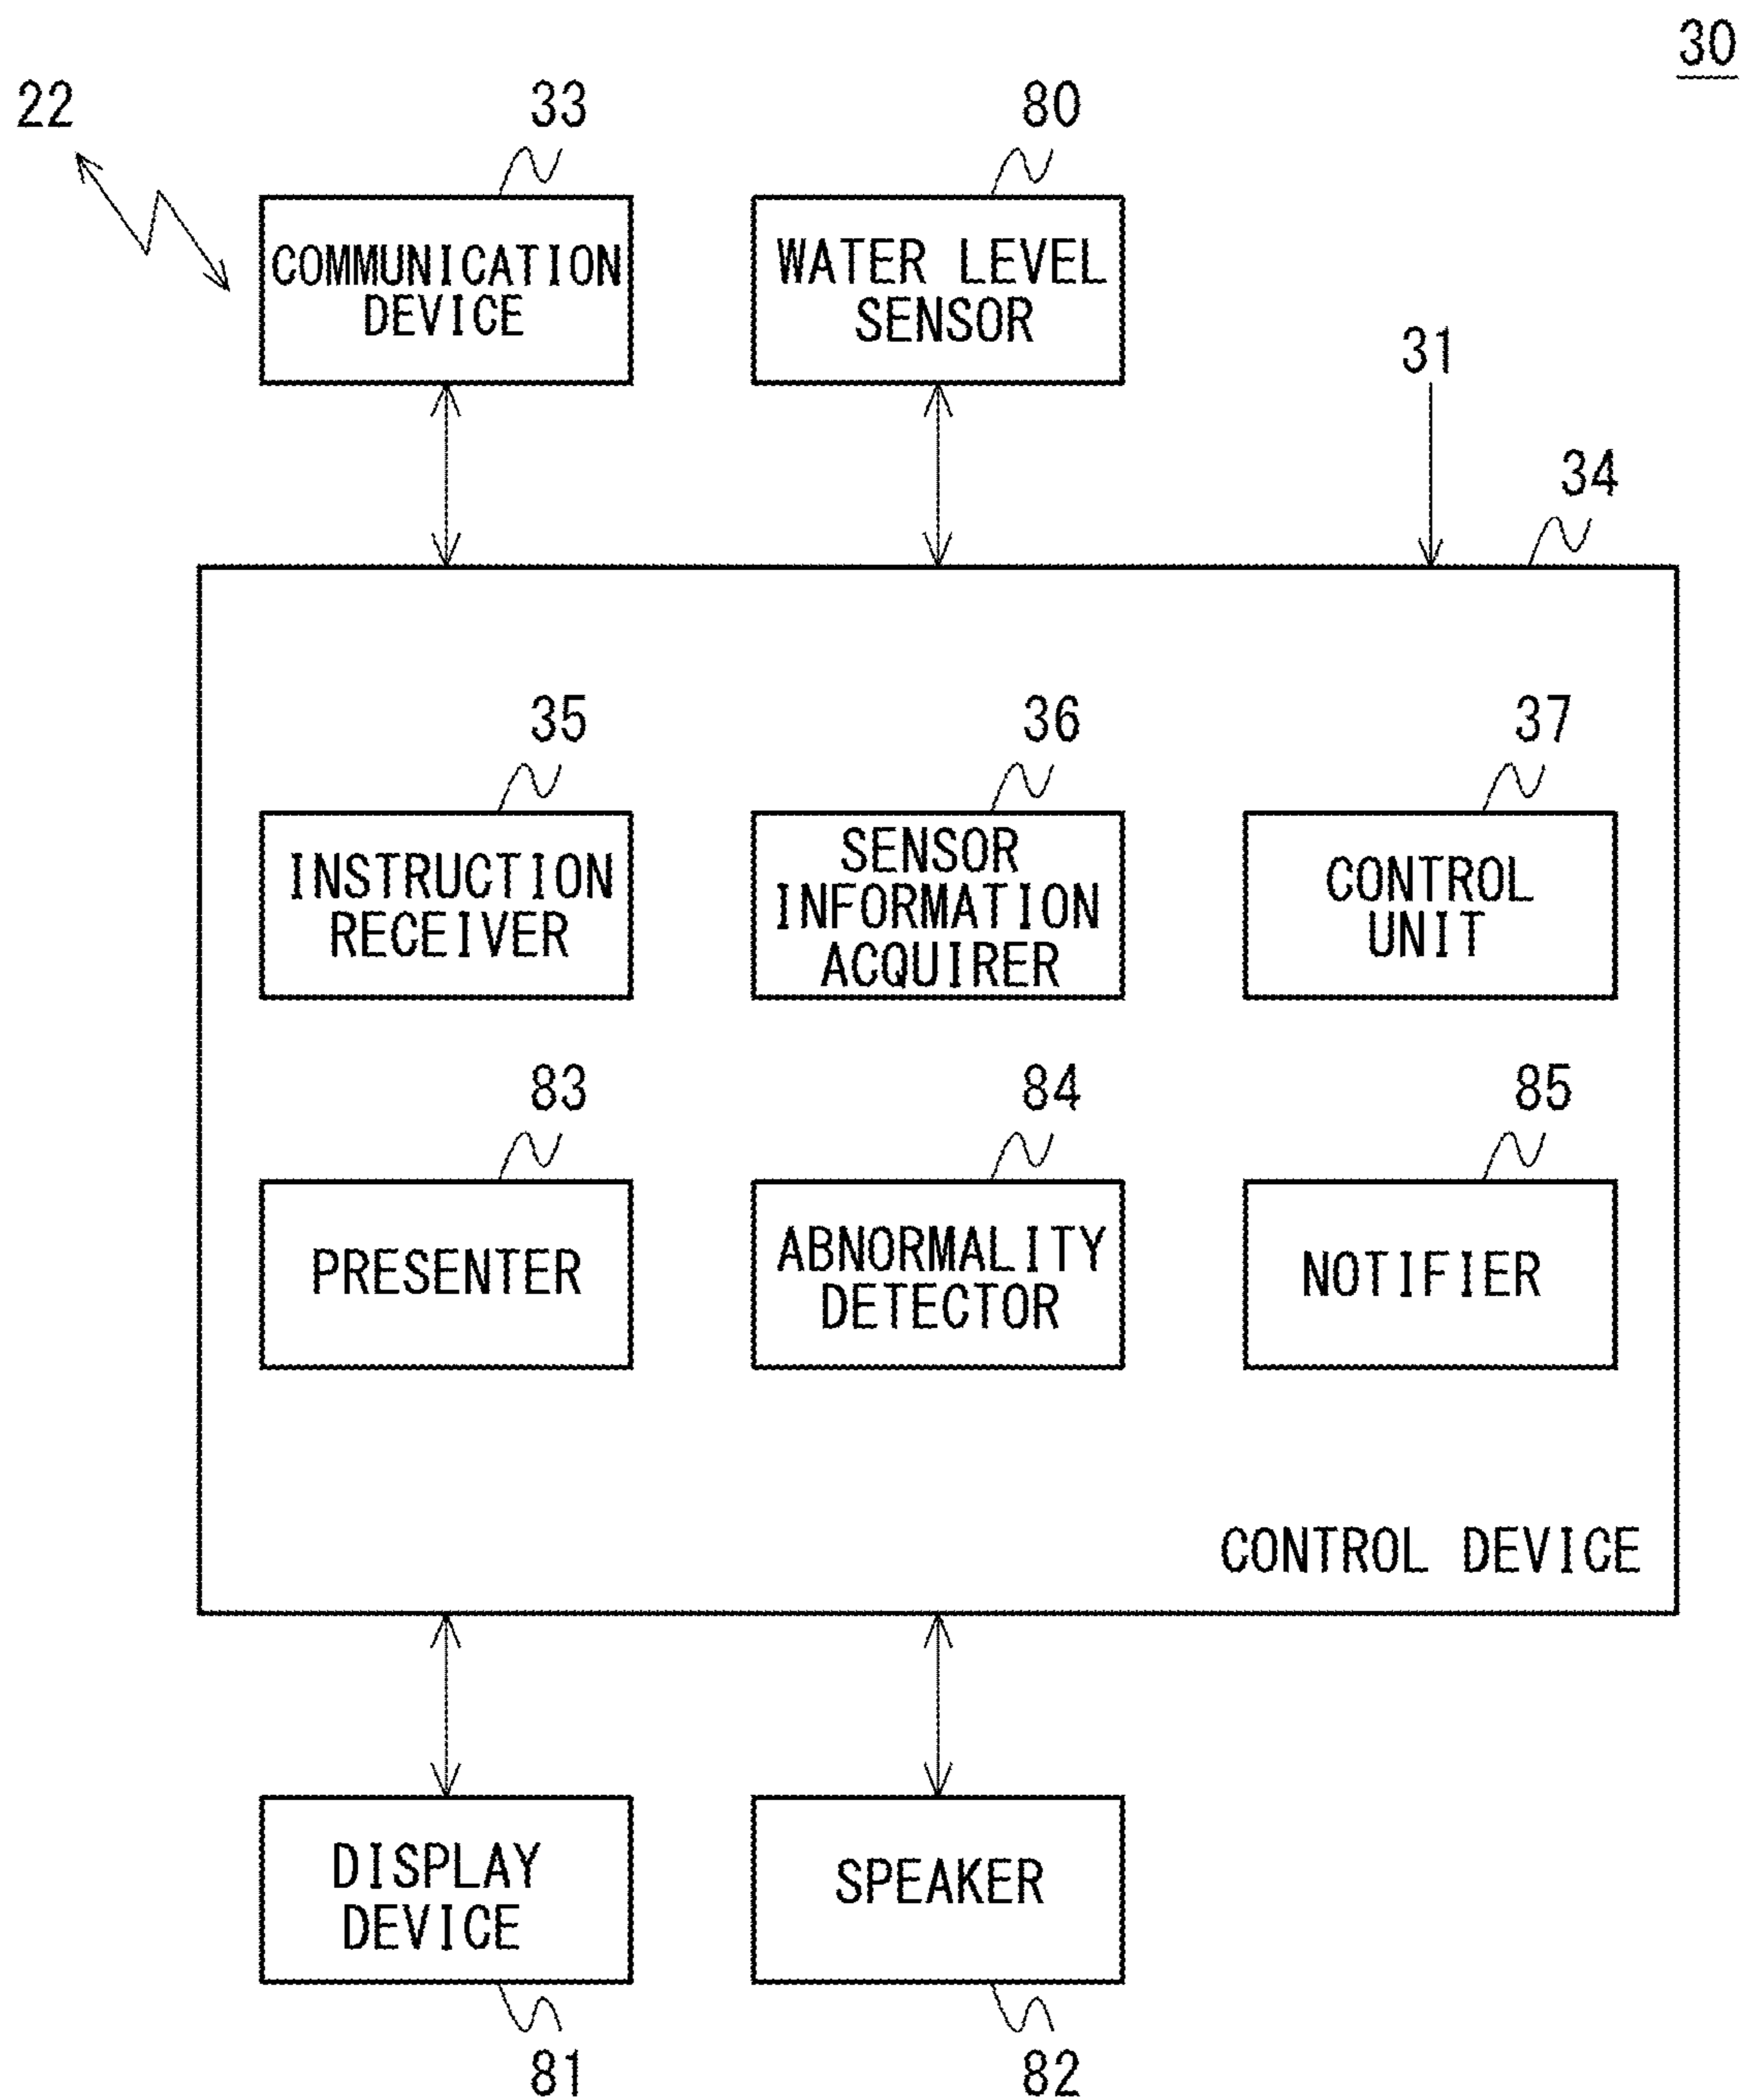 30
22
33
80
COMMUNICATION
DEVICE
WATER LEVEL
SENSOR
31
34
35
36
37
INSTRUCTION
RECEIVER
SENSOR
INFORMATION
ACQUIRER
CONTROL
UNIT
83
84
85
PRESENTER
ABNORMALITY
DETECTOR
NOTIFIER
CONTROL DEVICE
DISPLAY
DEVICE
SPEAKER
81
82